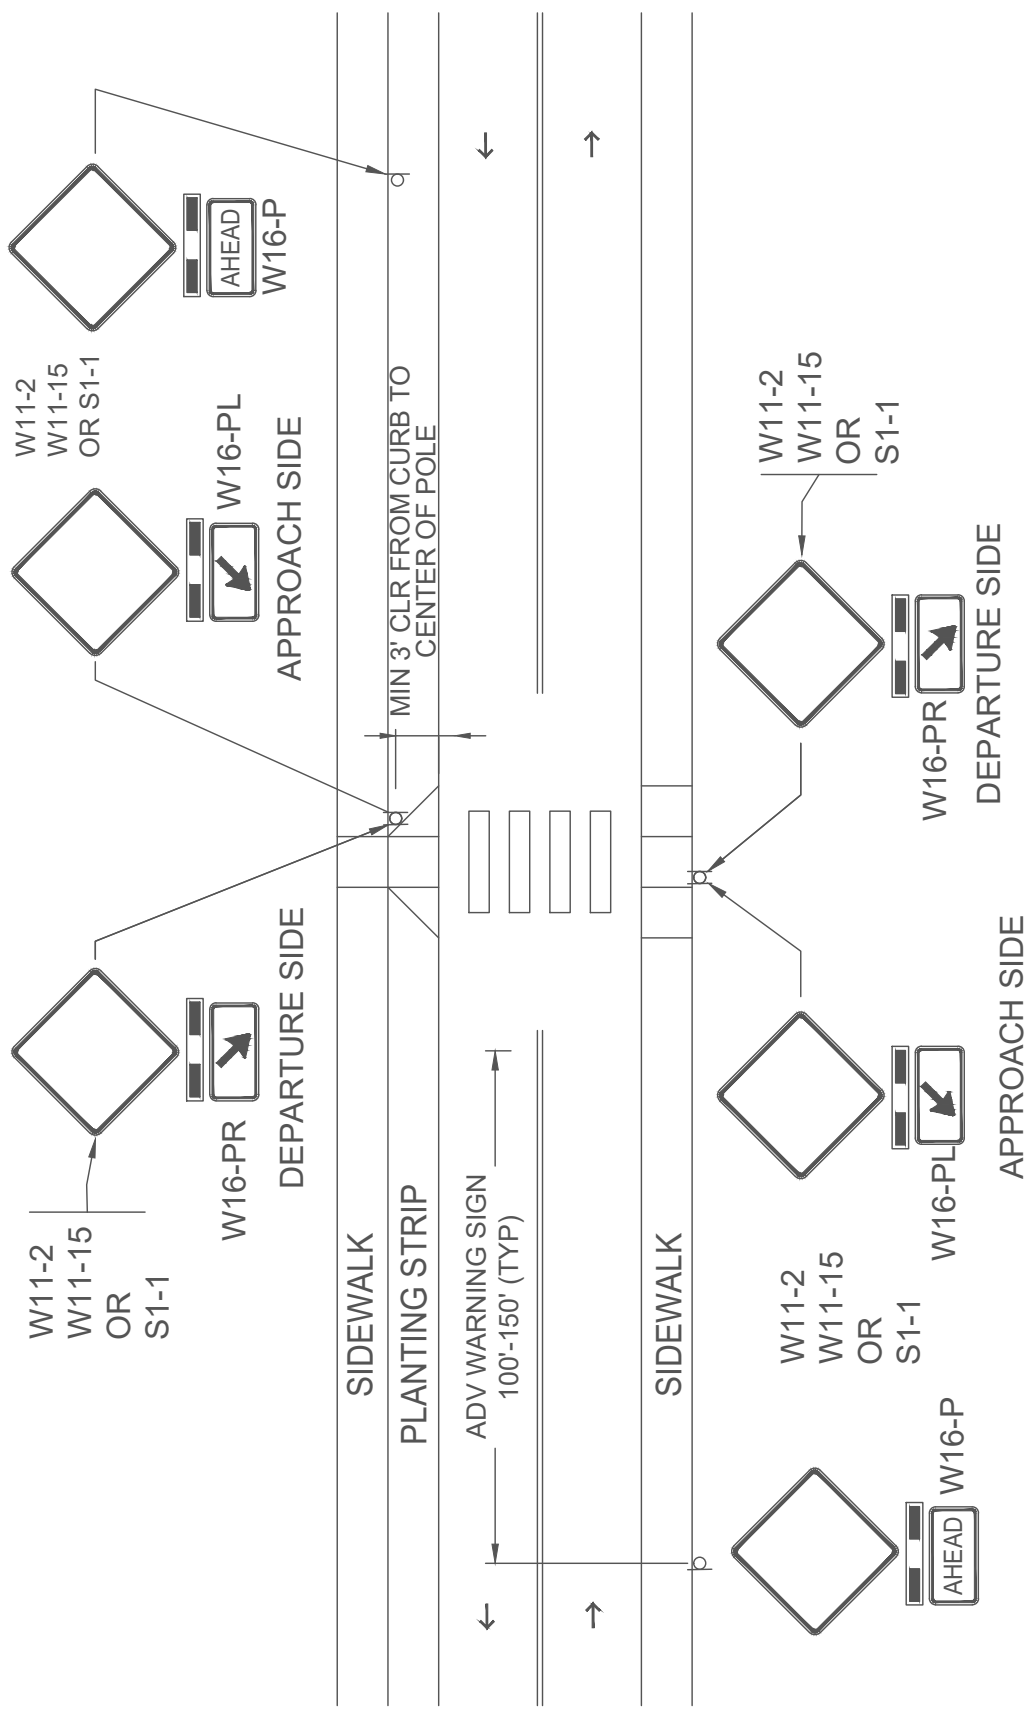 W11-2
W11-15
OR
S1-1
W16-PR
DEPARTURE SIDE
W16-PL
APPROACH SIDE
W11-2
W11-15
OR S1-1
AHEAD
W16-P
SIDEWALK
PLANTING STRIP
MIN 3' CLR FROM CURB TO
CENTER OF POLE
ADV WARNING SIGN
100'-150' (TYP)
SIDEWALK
AHEAD
W16-P
W11-2
W11-15
OR
S1-1
W16-PL
APPROACH SIDE
W11-2
W11-15
OR
S1-1
W16-PR
DEPARTURE SIDE